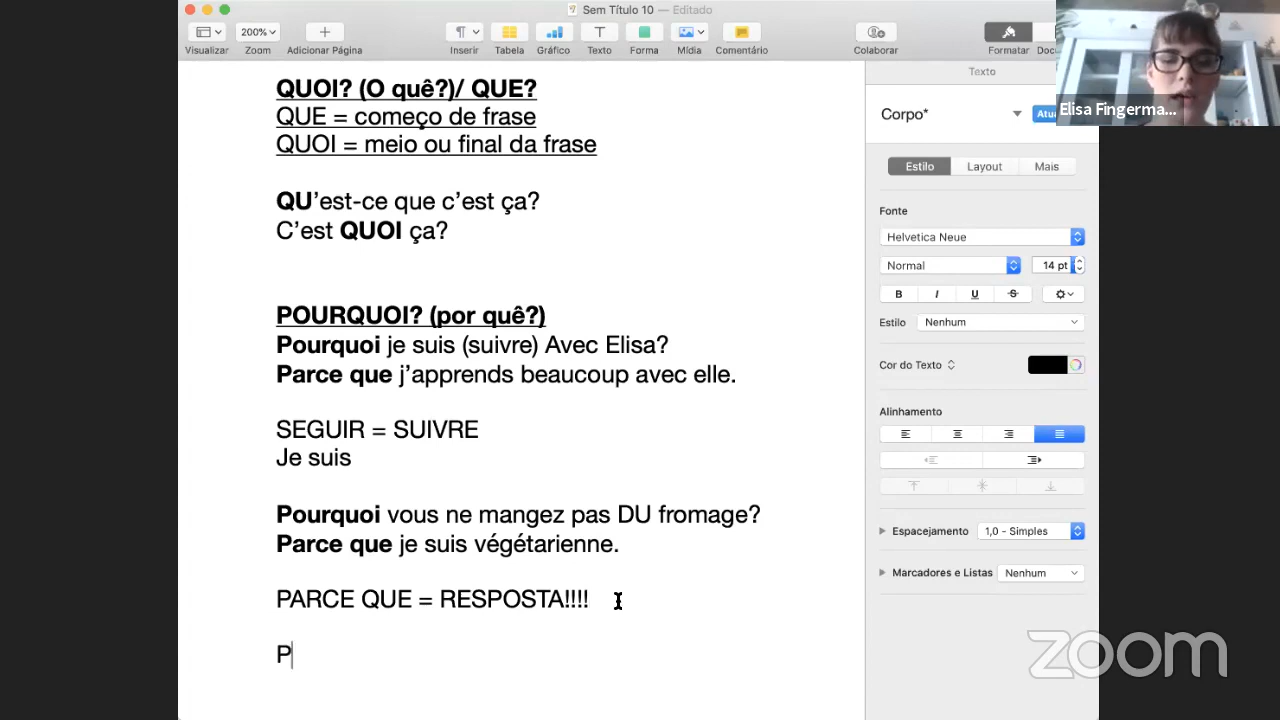 Sem Título 10 — Editado
200%
Visualizar
Zoom
Adicionar Página
Inserir
Tabela
Gráfico
Texto
Forma
Mídia
Comentário
Colaborar
Formatar
Texto
Elisa Fingerma...
Corpo*
Estilo
Layout
Mais
Fonte
Helvetica Neue
Normal
14 pt
B
I
U
S
Estilo
Nenhum
Cor do Texto
Alinhamento
Espacejamento
1,0 - Simples
Marcadores e Listas
Nenhum
QUOI? (O quê?)/ QUE?
QUE = começo de frase
QUOI = meio ou final da frase
QU’est-ce que c’est ça?
C’est QUOI ça?
POURQUOI? (por quê?)
Pourquoi je suis (suivre) Avec Elisa?
Parce que j’apprends beaucoup avec elle.
SEGUIR = SUIVRE
Je suis
Pourquoi vous ne mangez pas DU fromage?
Parce que je suis végétarienne.
PARCE QUE = RESPOSTA!!!!
P
zoom